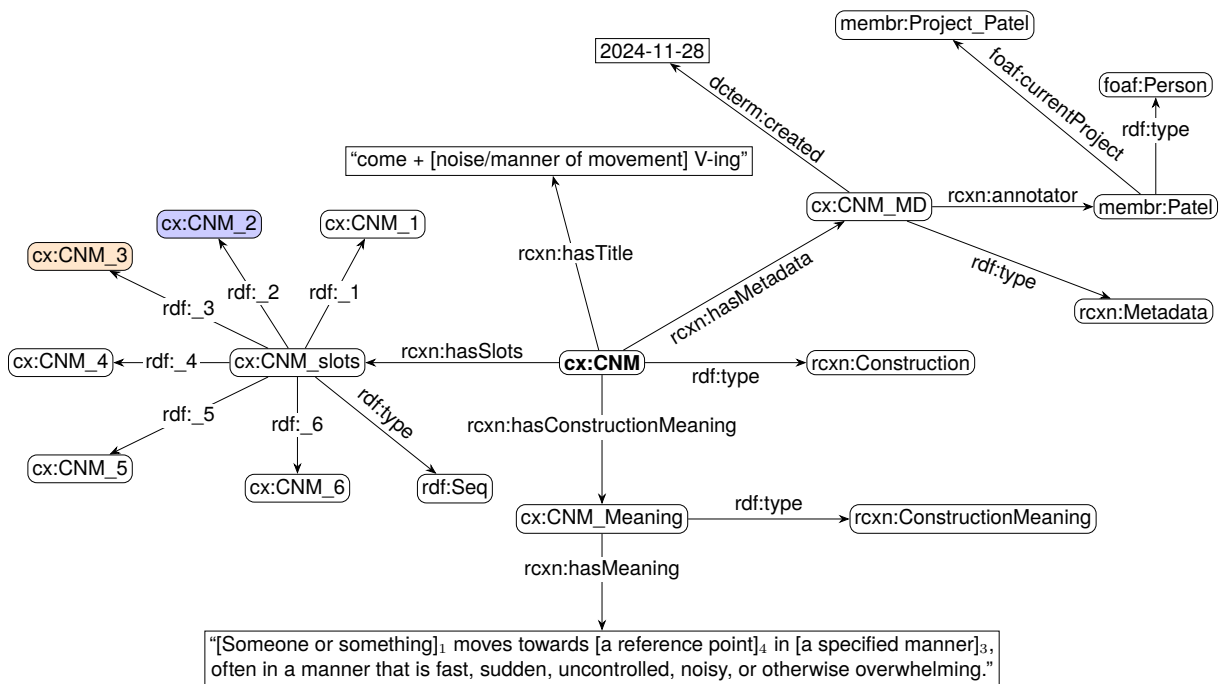 membr:Project_Patel
2024-11-28
foaf:currentProject
foaf:Person
dcterm:created
rdf:type
“come + [noise/manner of movement] V-ing”
cx:CNM_MD
rcxn:annotator
membr:Patel
cx:CNM_2
cx:CNM_1
cx:CNM_3
rcxn:hasTitle
rcxn:hasMetadata
rdf:type
rdf:_2
rdf:_1
rdf:_3
rcxn:Metadata
cx:CNM_4
rdf:_4
cx:CNM_slots
rcxn:hasSlots
cx:CNM
rdf:type
rcxn:Construction
rdf:_5
rdf:_6
rdf:type
rcxn:hasConstructionMeaning
cx:CNM_5
cx:CNM_6
rdf:Seq
cx:CNM_Meaning
rdf:type
rcxn:ConstructionMeaning
rcxn:hasMeaning
“[Someone or something]₁ moves towards [a reference point]₄ in [a specified manner]₃,
often in a manner that is fast, sudden, uncontrolled, noisy, or otherwise overwhelming.”